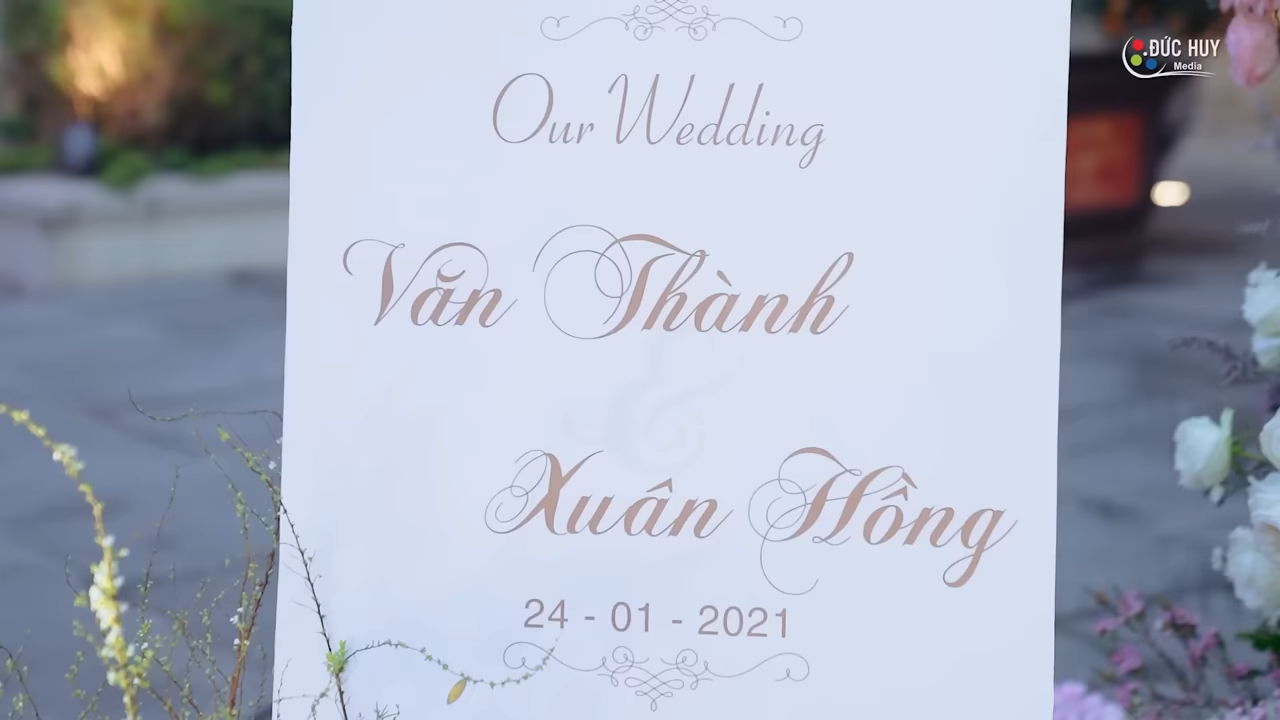 ĐỨC HUY
Media
Our Wedding
Văn Thành
&
Xuân Hồng
24 - 01 - 2021